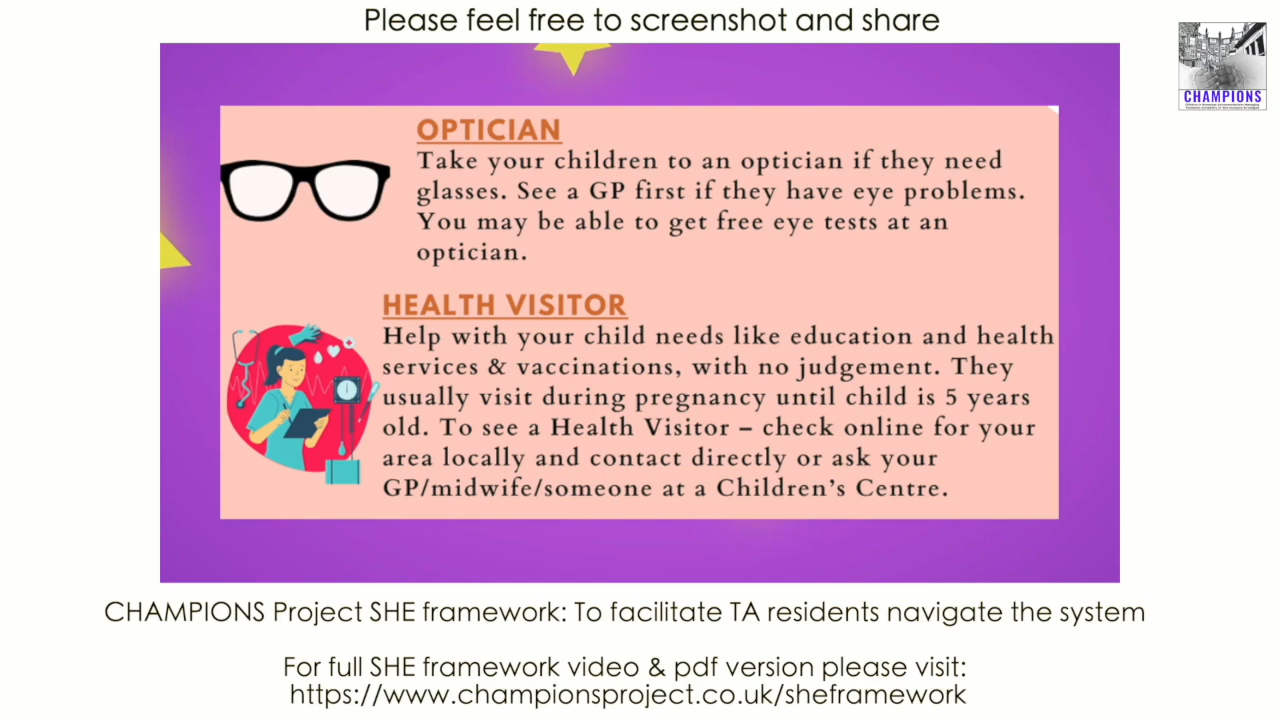 Please feel free to screenshot and share
CHAMPIONS
OPTICIAN
Take your children to an optician if they need
glasses. See a GP first if they have eye problems.
You may be able to get free eye tests at an
optician.
HEALTH VISITOR
Help with your child needs like education and health
services & vaccinations, with no judgement. They
usually visit during pregnancy until child is 5 years
old. To see a Health Visitor – check online for your
area locally and contact directly or ask your
GP/midwife/someone at a Children's Centre.
CHAMPIONS Project SHE framework: To facilitate TA residents navigate the system
For full SHE framework video & pdf version please visit:
https://www.championsproject.co.uk/sheframework